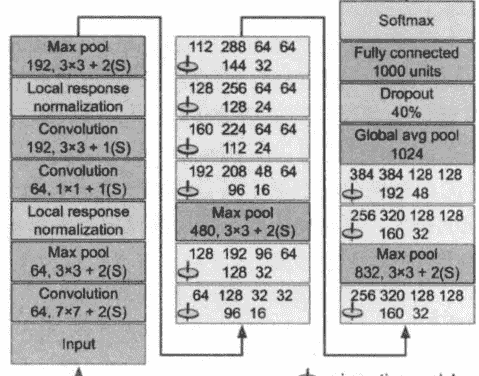 Max pool
192, 3×3 + 2(S)
Local response
normalization
Convolution
192, 3×3 + 1(S)
Convolution
64, 1×1 + 1(S)
Local response
normalization
Max pool
64, 3×3 + 2(S)
Convolution
64, 7×7 + 2(S)
Input
112 288 64 64
144 32
128 256 64 64
128 24
160 224 64 64
112 24
192 208 48 64
96 16
Max pool
480, 3×3 + 2(S)
128 192 96 64
128 32
64 128 32 32
96 16
Softmax
Fully connected
1000 units
Dropout
40%
Global avg pool
1024
384 384 128 128
192 48
256 320 128 128
160 32
Max pool
832, 3×3 + 2(S)
256 320 128 128
160 32